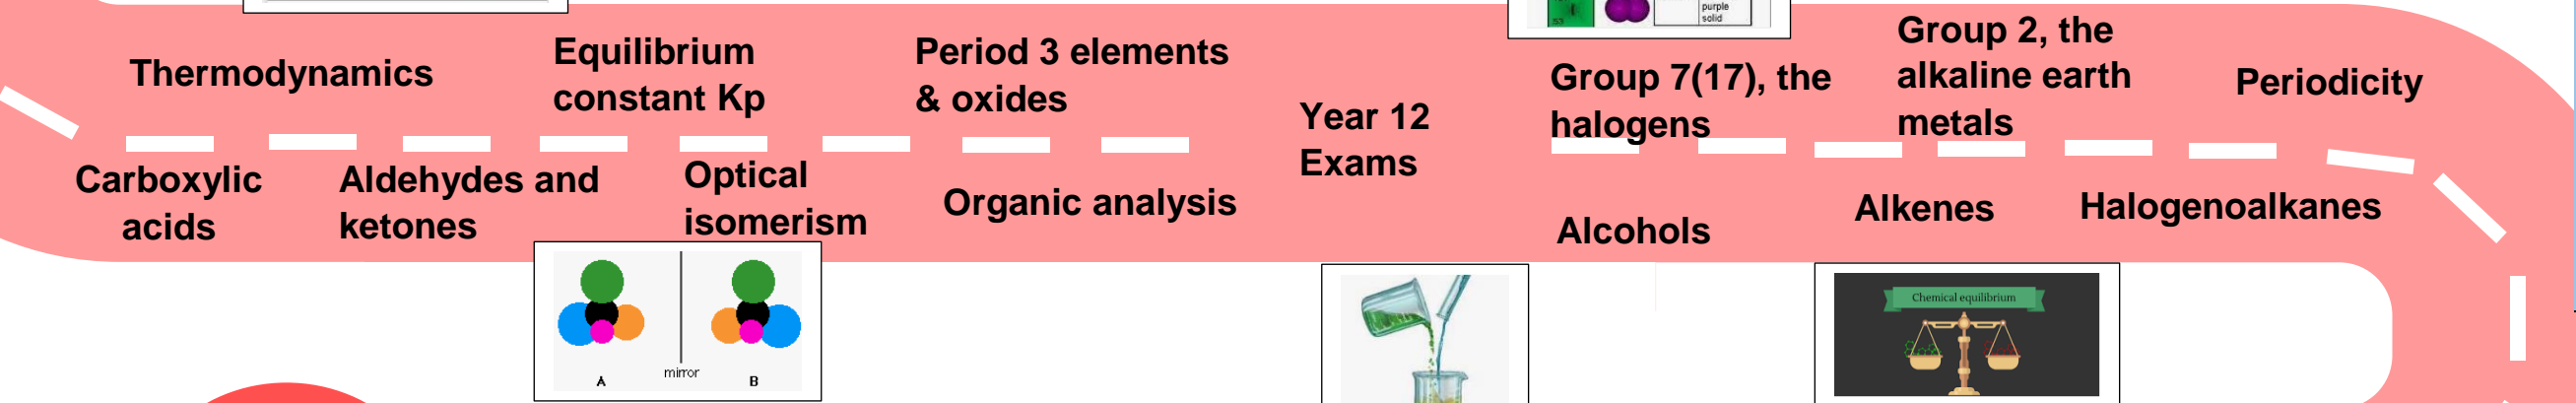 purple
solid
Thermodynamics
Equilibrium
constant Kp
Period 3 elements
& oxides
Year 12
Exams
Group 7(17), the
halogens
Group 2, the
alkaline earth
metals
Periodicity
Carboxylic
acids
Aldehydes and
ketones
Optical
isomerism
Organic analysis
Alcohols
Alkenes
Halogenoalkanes
mirror
A
B
Chemical equilibrium